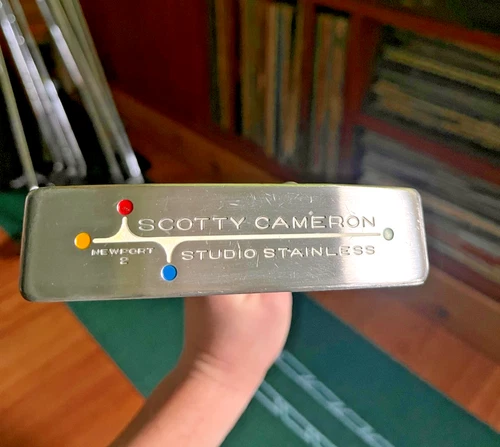 SCOTTY CAMERON
NEWPORT
2
STUDIO STAINLESS